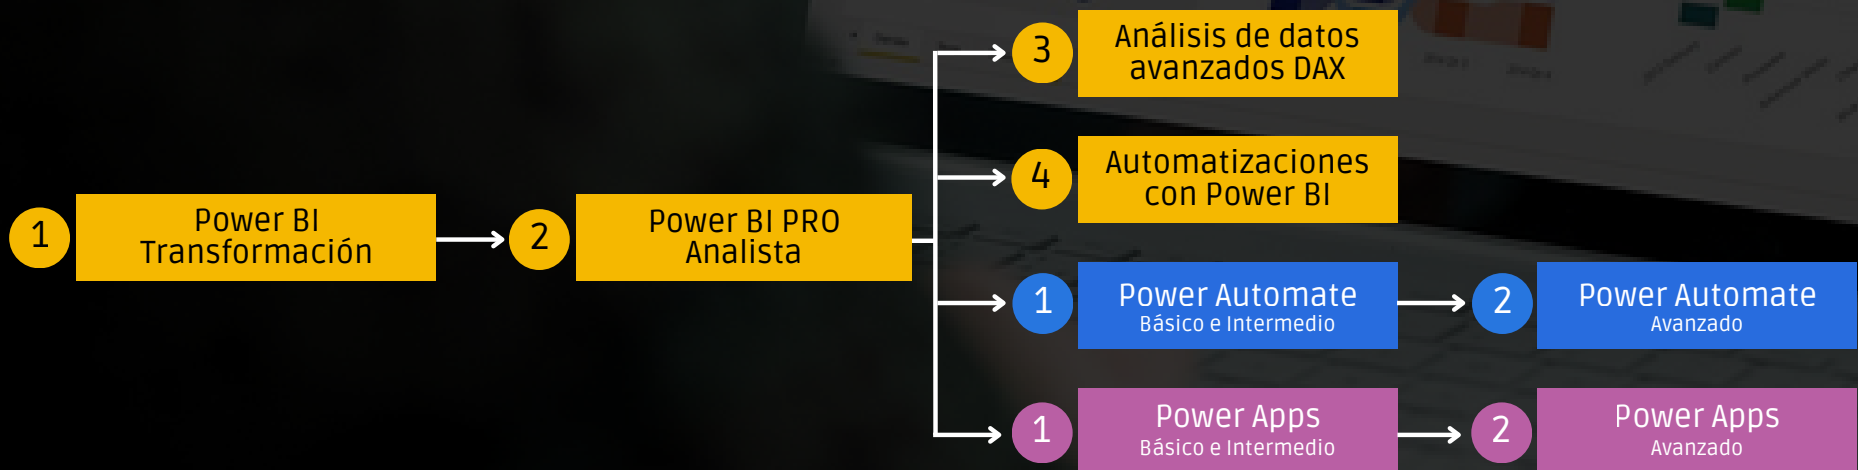 1
Power BI
Transformación
2
Power BI PRO
Analista
3
Análisis de datos
avanzados DAX
4
Automatizaciones
con Power BI
1
Power Automate
Básico e Intermedio
2
Power Automate
Avanzado
1
Power Apps
Básico e Intermedio
2
Power Apps
Avanzado